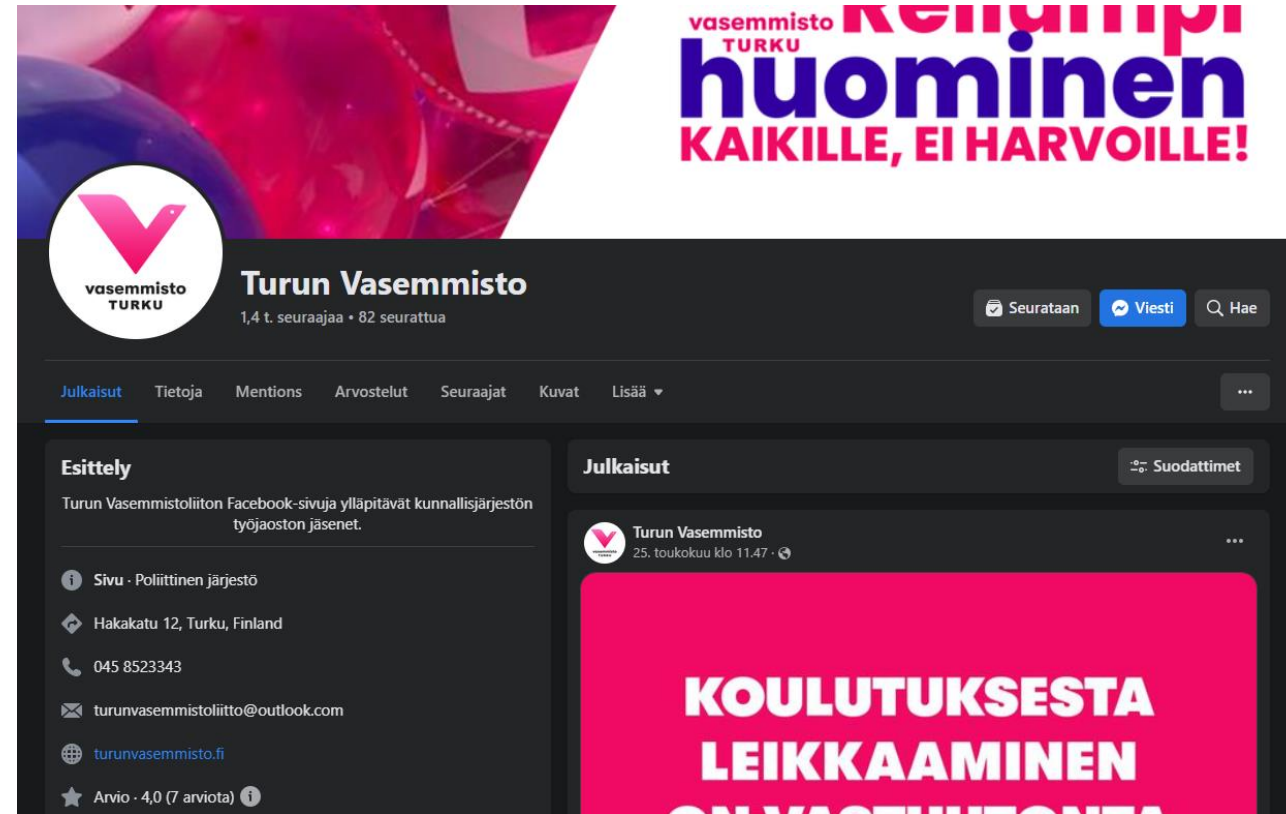 vasemmisto
TURKU
Reilumpi
huominen
KAIKILLE, EI HARVOILLE!
vasemmisto
TURKU
Turun Vasemmisto
1,4 t. seuraajaa • 82 seurattua
Seurataan
Viesti
Hae
Julkaisut Tietoja Mentions Arvostelut Seuraajat Kuvat Lisää
Esittely
Turun Vasemmistoliiton Facebook-sivuja ylläpitävät kunnallisjärjestön
työjaoston jäsenet.
Sivu · Poliittinen järjestö
Hakakatu 12, Turku, Finland
045 8523343
turunvasemmistoliitto@outlook.com
turunvasemmisto.fi
Arvio · 4,0 (7 arviota)
Julkaisut
Suodattimet
Turun Vasemmisto
25. toukokuu klo 11.47 ·
KOULUTUKSESTA
LEIKKAAMINEN
ON VASTUUTONTA